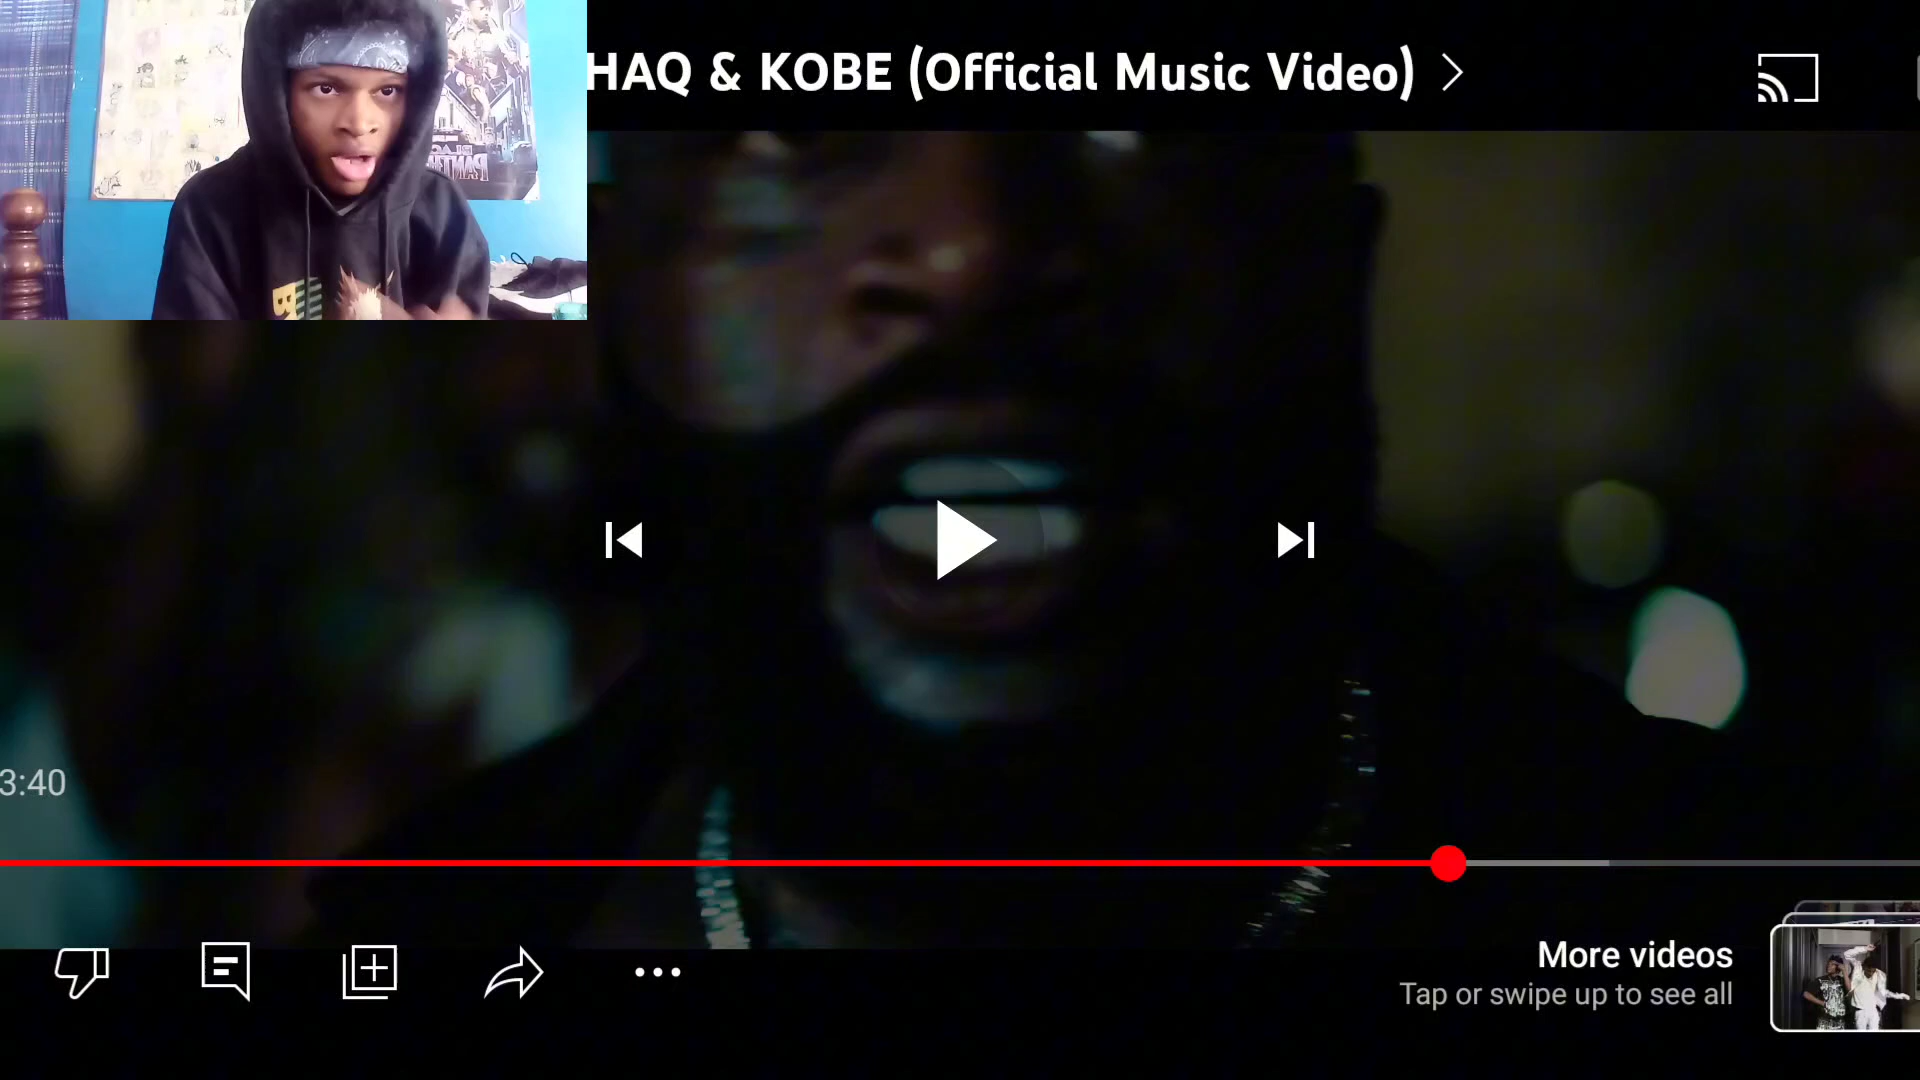 HAQ & KOBE (Official Music Video)
3:40
More videos
Tap or swipe up to see all